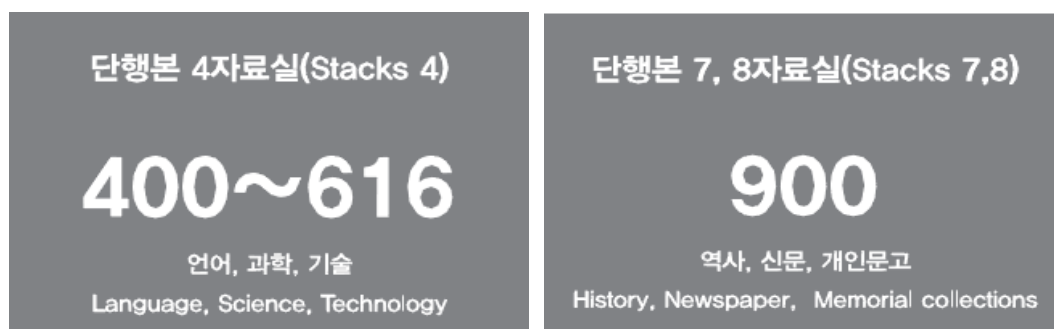 단행본 4자료실(Stacks 4)
400～616
언어, 과학, 기술
Language, Science, Technology
단행본 7, 8자료실(Stacks 7,8)
900
역사, 신문, 개인문고
History, Newspaper, Memorial collections